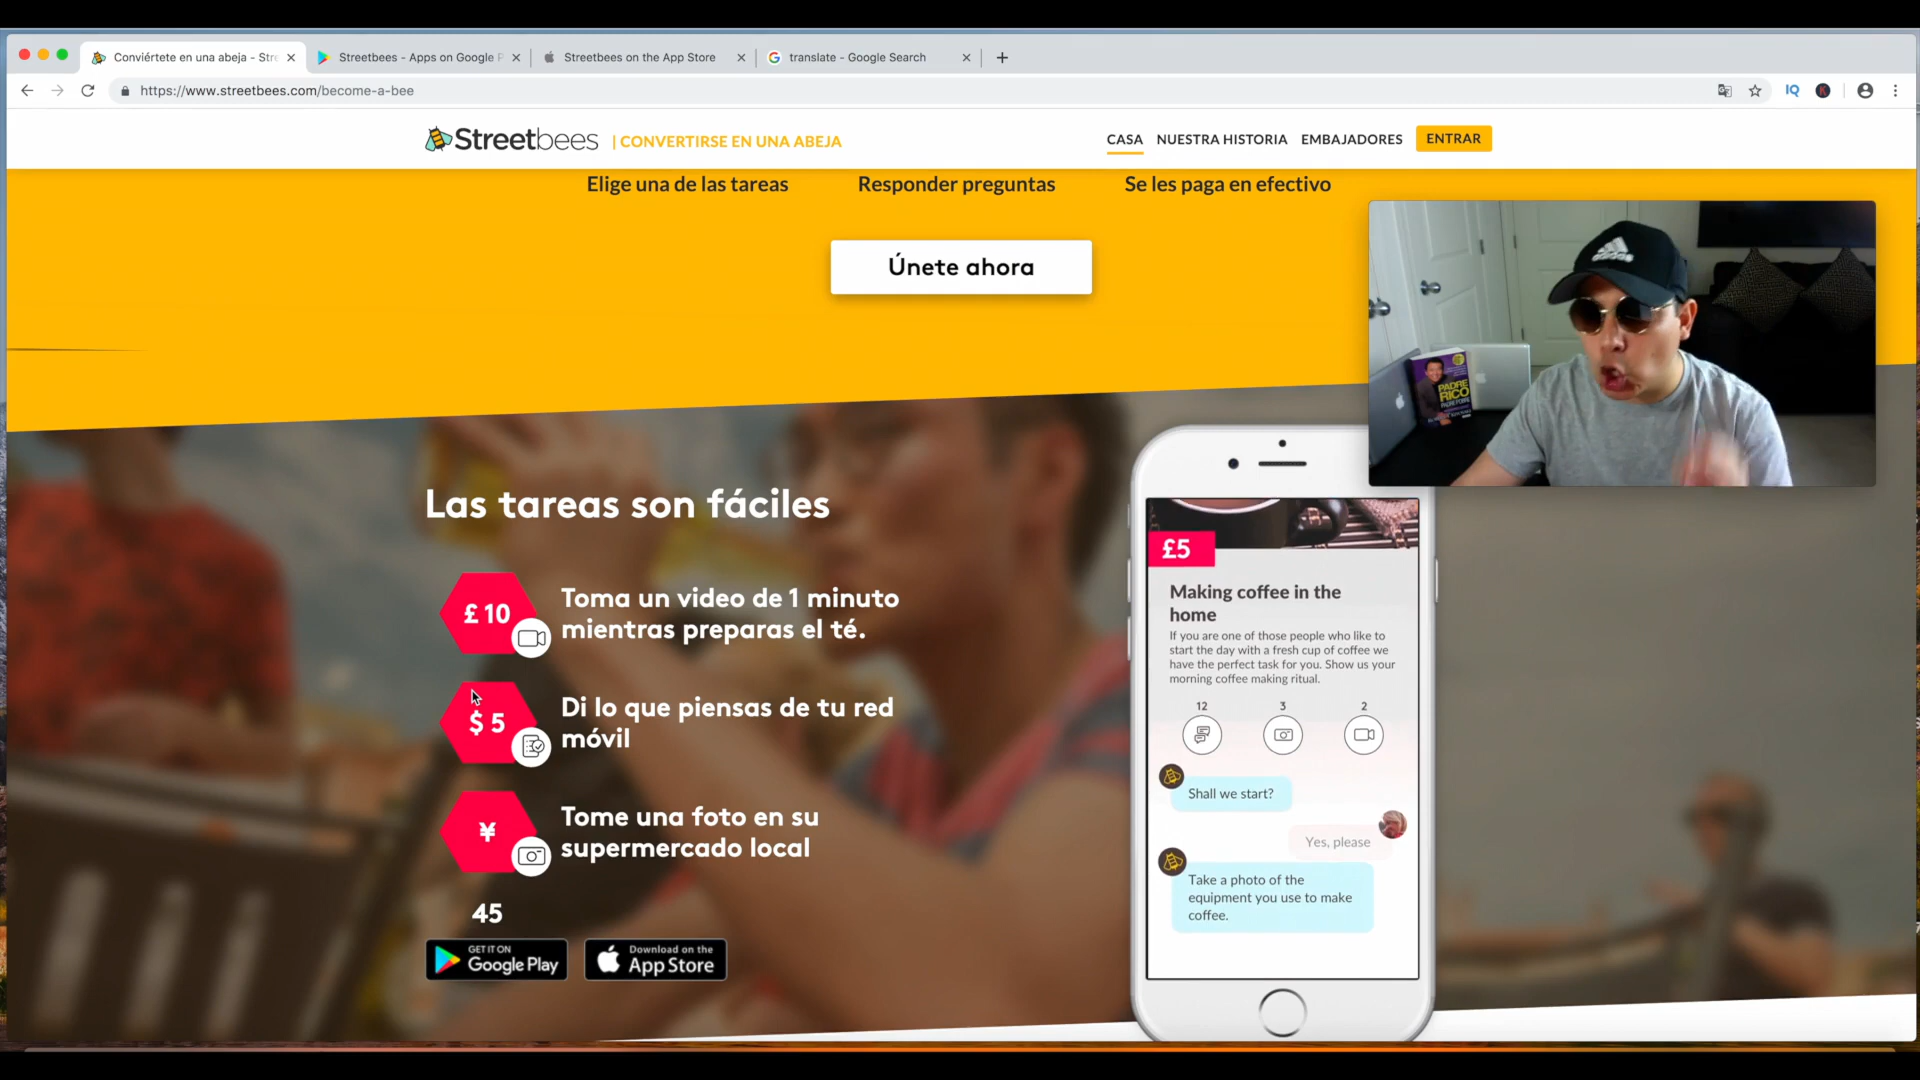 Conviértete en una abeja - Stre
Streetbees - Apps on Google P
Streetbees on the App Store
translate - Google Search
https://www.streetbees.com/become-a-bee
IQ
K
Streetbees | CONVERTIRSE EN UNA ABEJA
CASA NUESTRA HISTORIA EMBAJADORES ENTRAR
Elige una de las tareas
Responder preguntas
Se les paga en efectivo
Únete ahora
adidas
PADRE
RICO
PADRE POBRE
Las tareas son fáciles
£ 10
Toma un video de 1 minuto
mientras preparas el té.
$ 5
Di lo que piensas de tu red
móvil
¥
45
Tome una foto en su
supermercado local
GET IT ON
Google Play
Download on the
App Store
£5
Making coffee in the
home
If you are one of those people who like to
start the day with a fresh cup of coffee we
have the perfect task for you. Show us your
morning coffee making ritual.
12 3 2
Shall we start?
Yes, please
Take a photo of the
equipment you use to make
coffee.